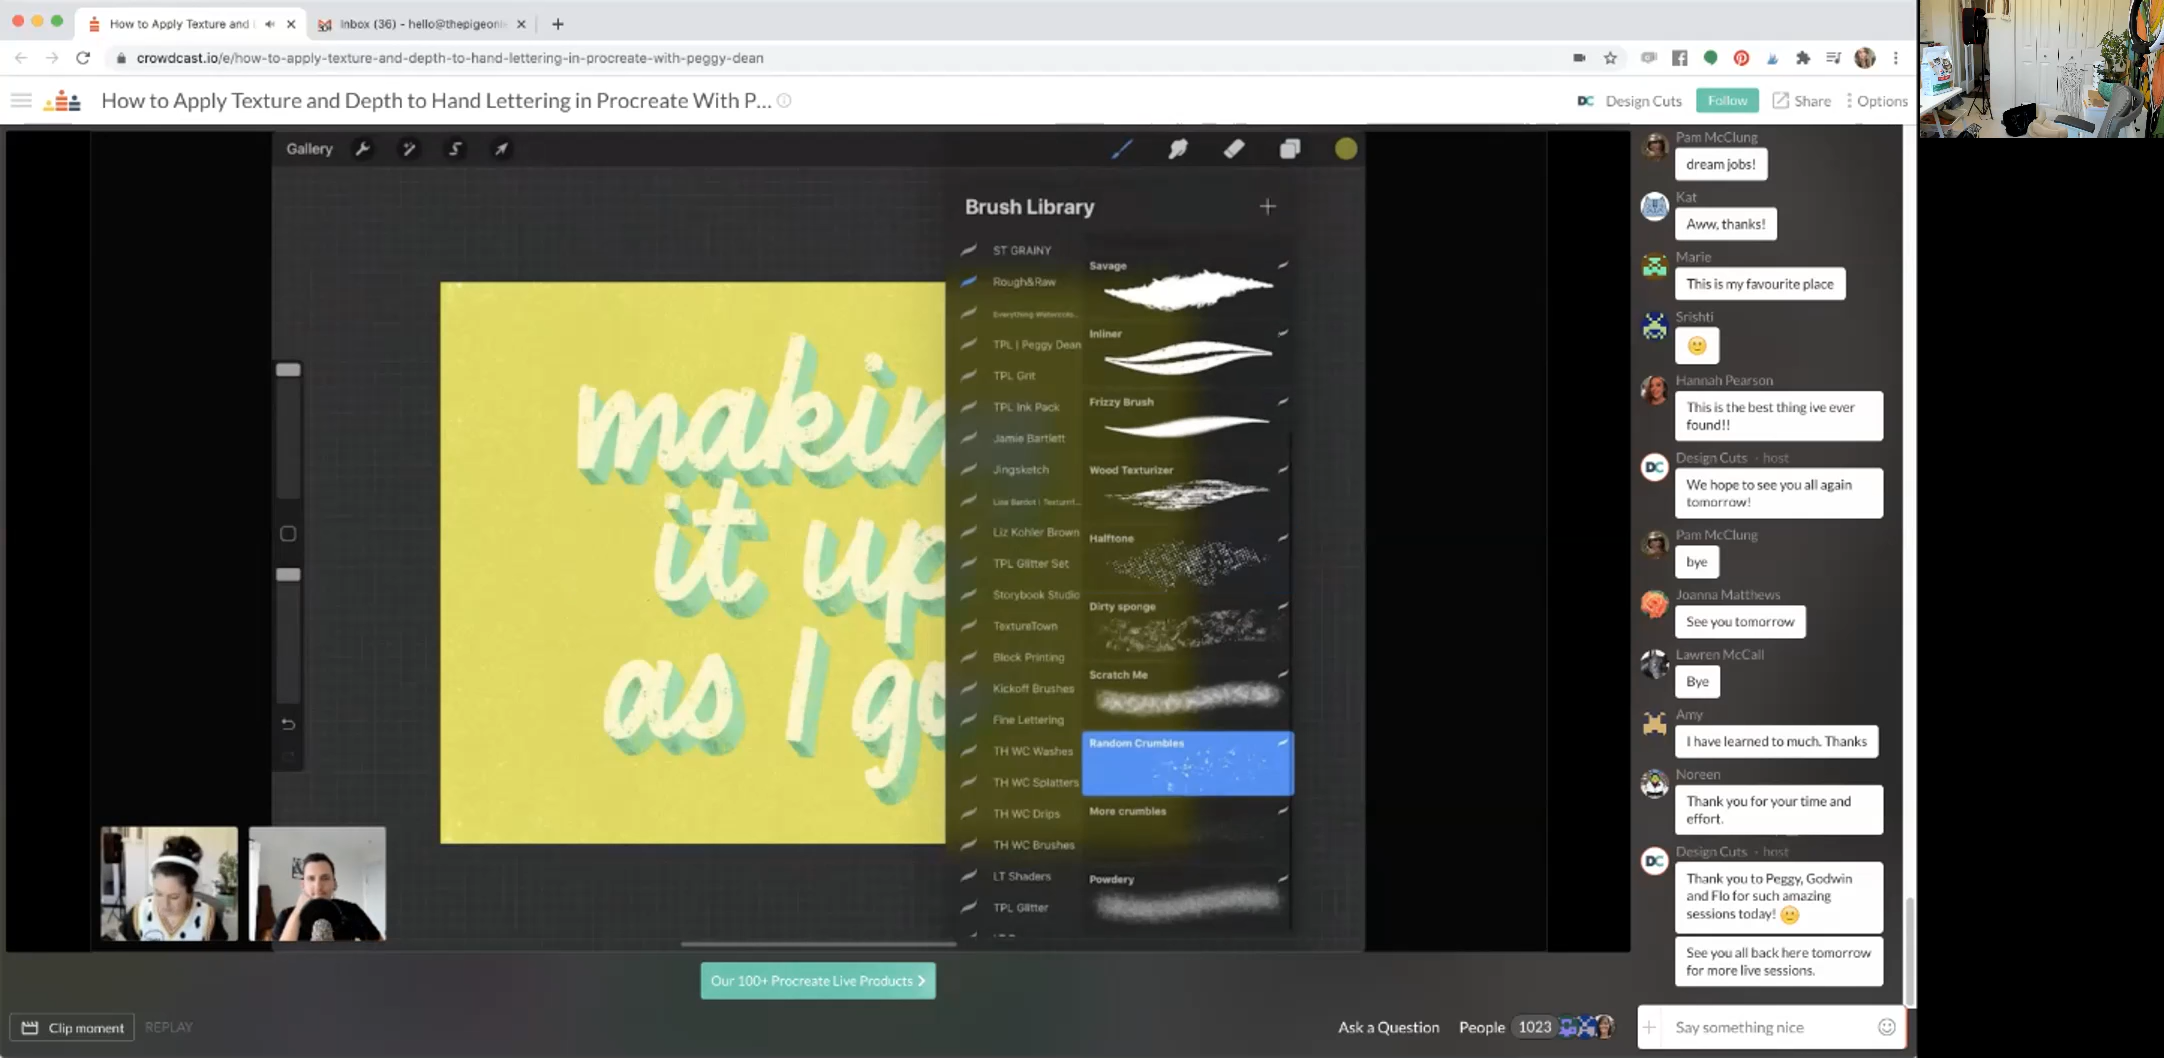 How to Apply Texture and
Inbox (36) - hello@thepigeonle
crowdcast.io/e/how-to-apply-texture-and-depth-to-hand-lettering-in-procreate-with-peggy-dean
How to Apply Texture and Depth to Hand Lettering in Procreate With P...
DC Design Cuts
Follow
Share
Options
Gallery
makin
it up
as I go
Brush Library
ST GRAINY
Rough&Raw
Everything Watercolo...
TPL | Peggy Dean
TPL Grit
TPL Ink Pack
Jamie Bartlett
Jingsketch
Lisa Bardot | Texturrif...
Liz Kohler Brown
TPL Glitter Set
Storybook Studio
TextureTown
Block Printing
Kickoff Brushes
Fine Lettering
TH WC Washes
TH WC Splatters
TH WC Drips
TH WC Brushes
LT Shaders
TPL Glitter
Savage
Inliner
Frizzy Brush
Wood Texturizer
Halftone
Dirty sponge
Scratch Me
Random Crumbles
More crumbles
Powdery
Our 100+ Procreate Live Products
Clip moment
REPLAY
Ask a Question
People
1023
Pam McClung
dream jobs!
Kat
Aww, thanks!
Marie
This is my favourite place
Srishti
🙂
Hannah Pearson
This is the best thing ive ever
found!!
Design Cuts - host
DC
We hope to see you all again
tomorrow!
Pam McClung
bye
Joanna Matthews
See you tomorrow
Lawren McCall
Bye
Amy
I have learned to much. Thanks
Noreen
Thank you for your time and
effort.
Design Cuts - host
DC
Thank you to Peggy, Godwin
and Flo for such amazing
sessions today! 🙂
See you all back here tomorrow
for more live sessions.
Say something nice